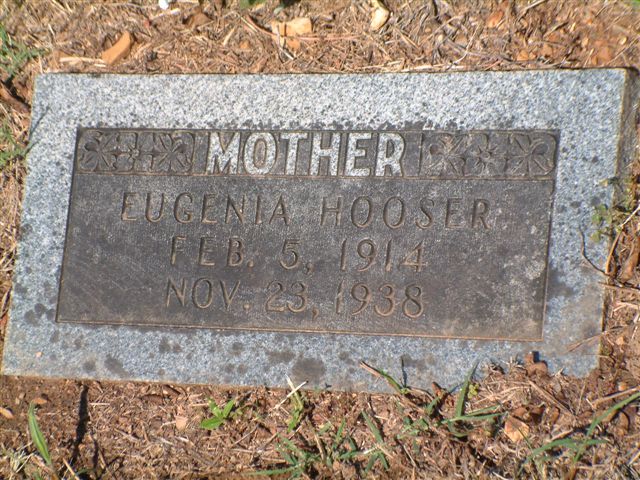 MOTHER
EUGENIA HOOSER
FEB. 5, 1914
NOV. 23, 1938